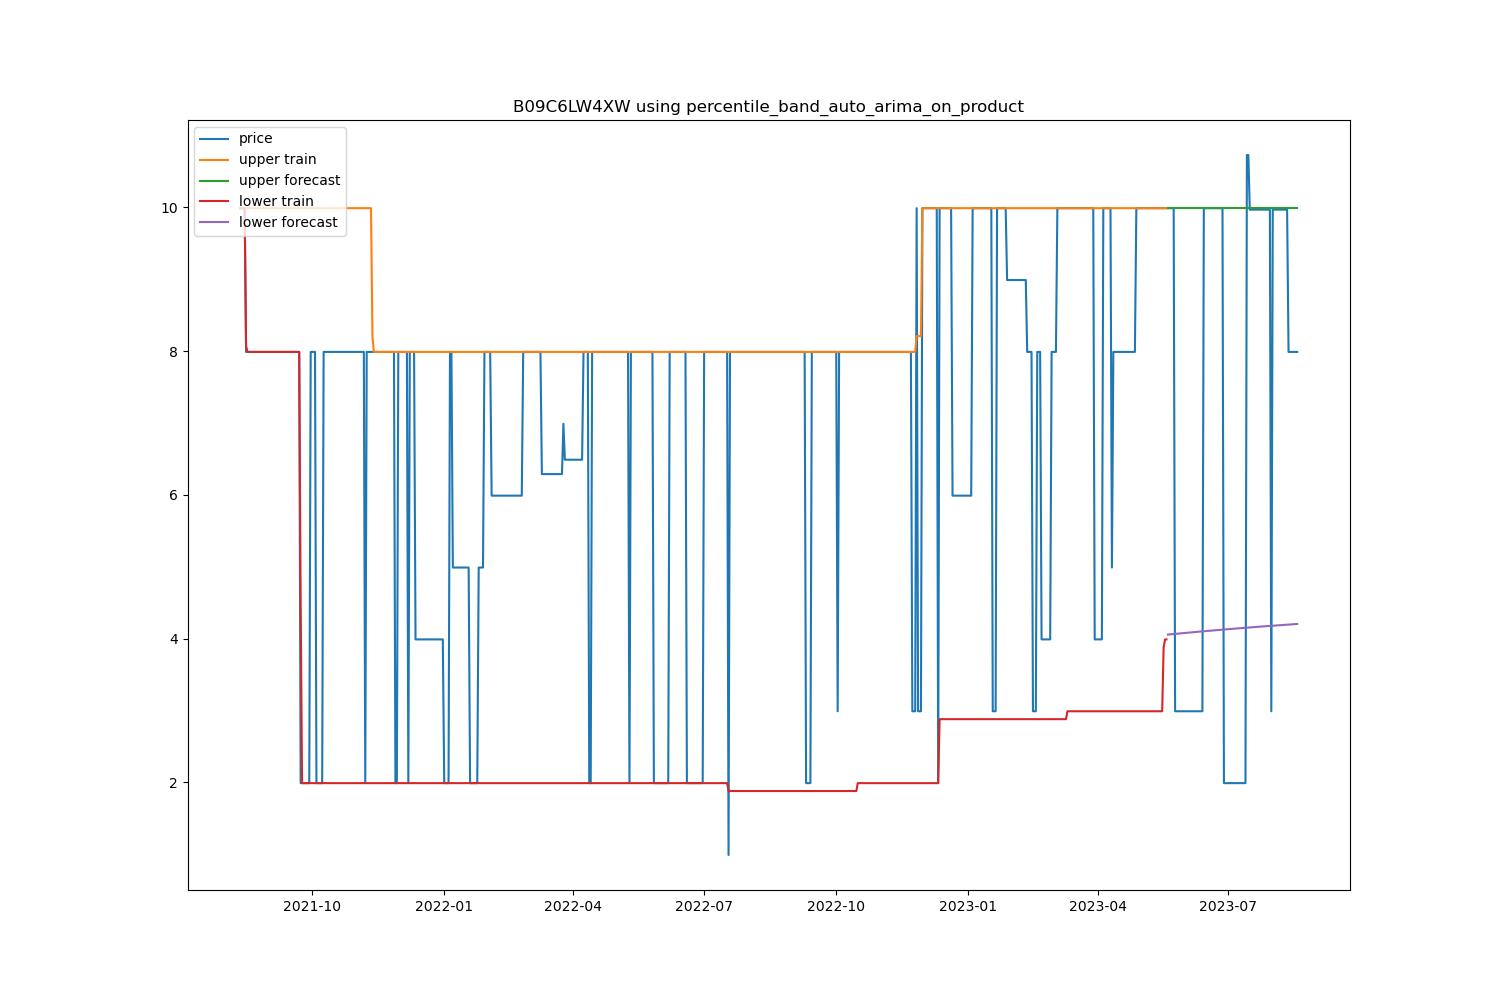 B09C6LW4XW using percentile_band_auto_arima_on_product
price
upper train
upper forecast
lower train
lower forecast
10
8
6
4
2
2021-10
2022-01
2022-04
2022-07
2022-10
2023-01
2023-04
2023-07